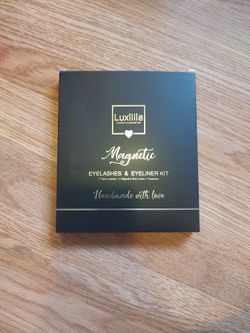 Luxillia
Magnetic
EYELASHES & EYELINER KIT
Handmade with love